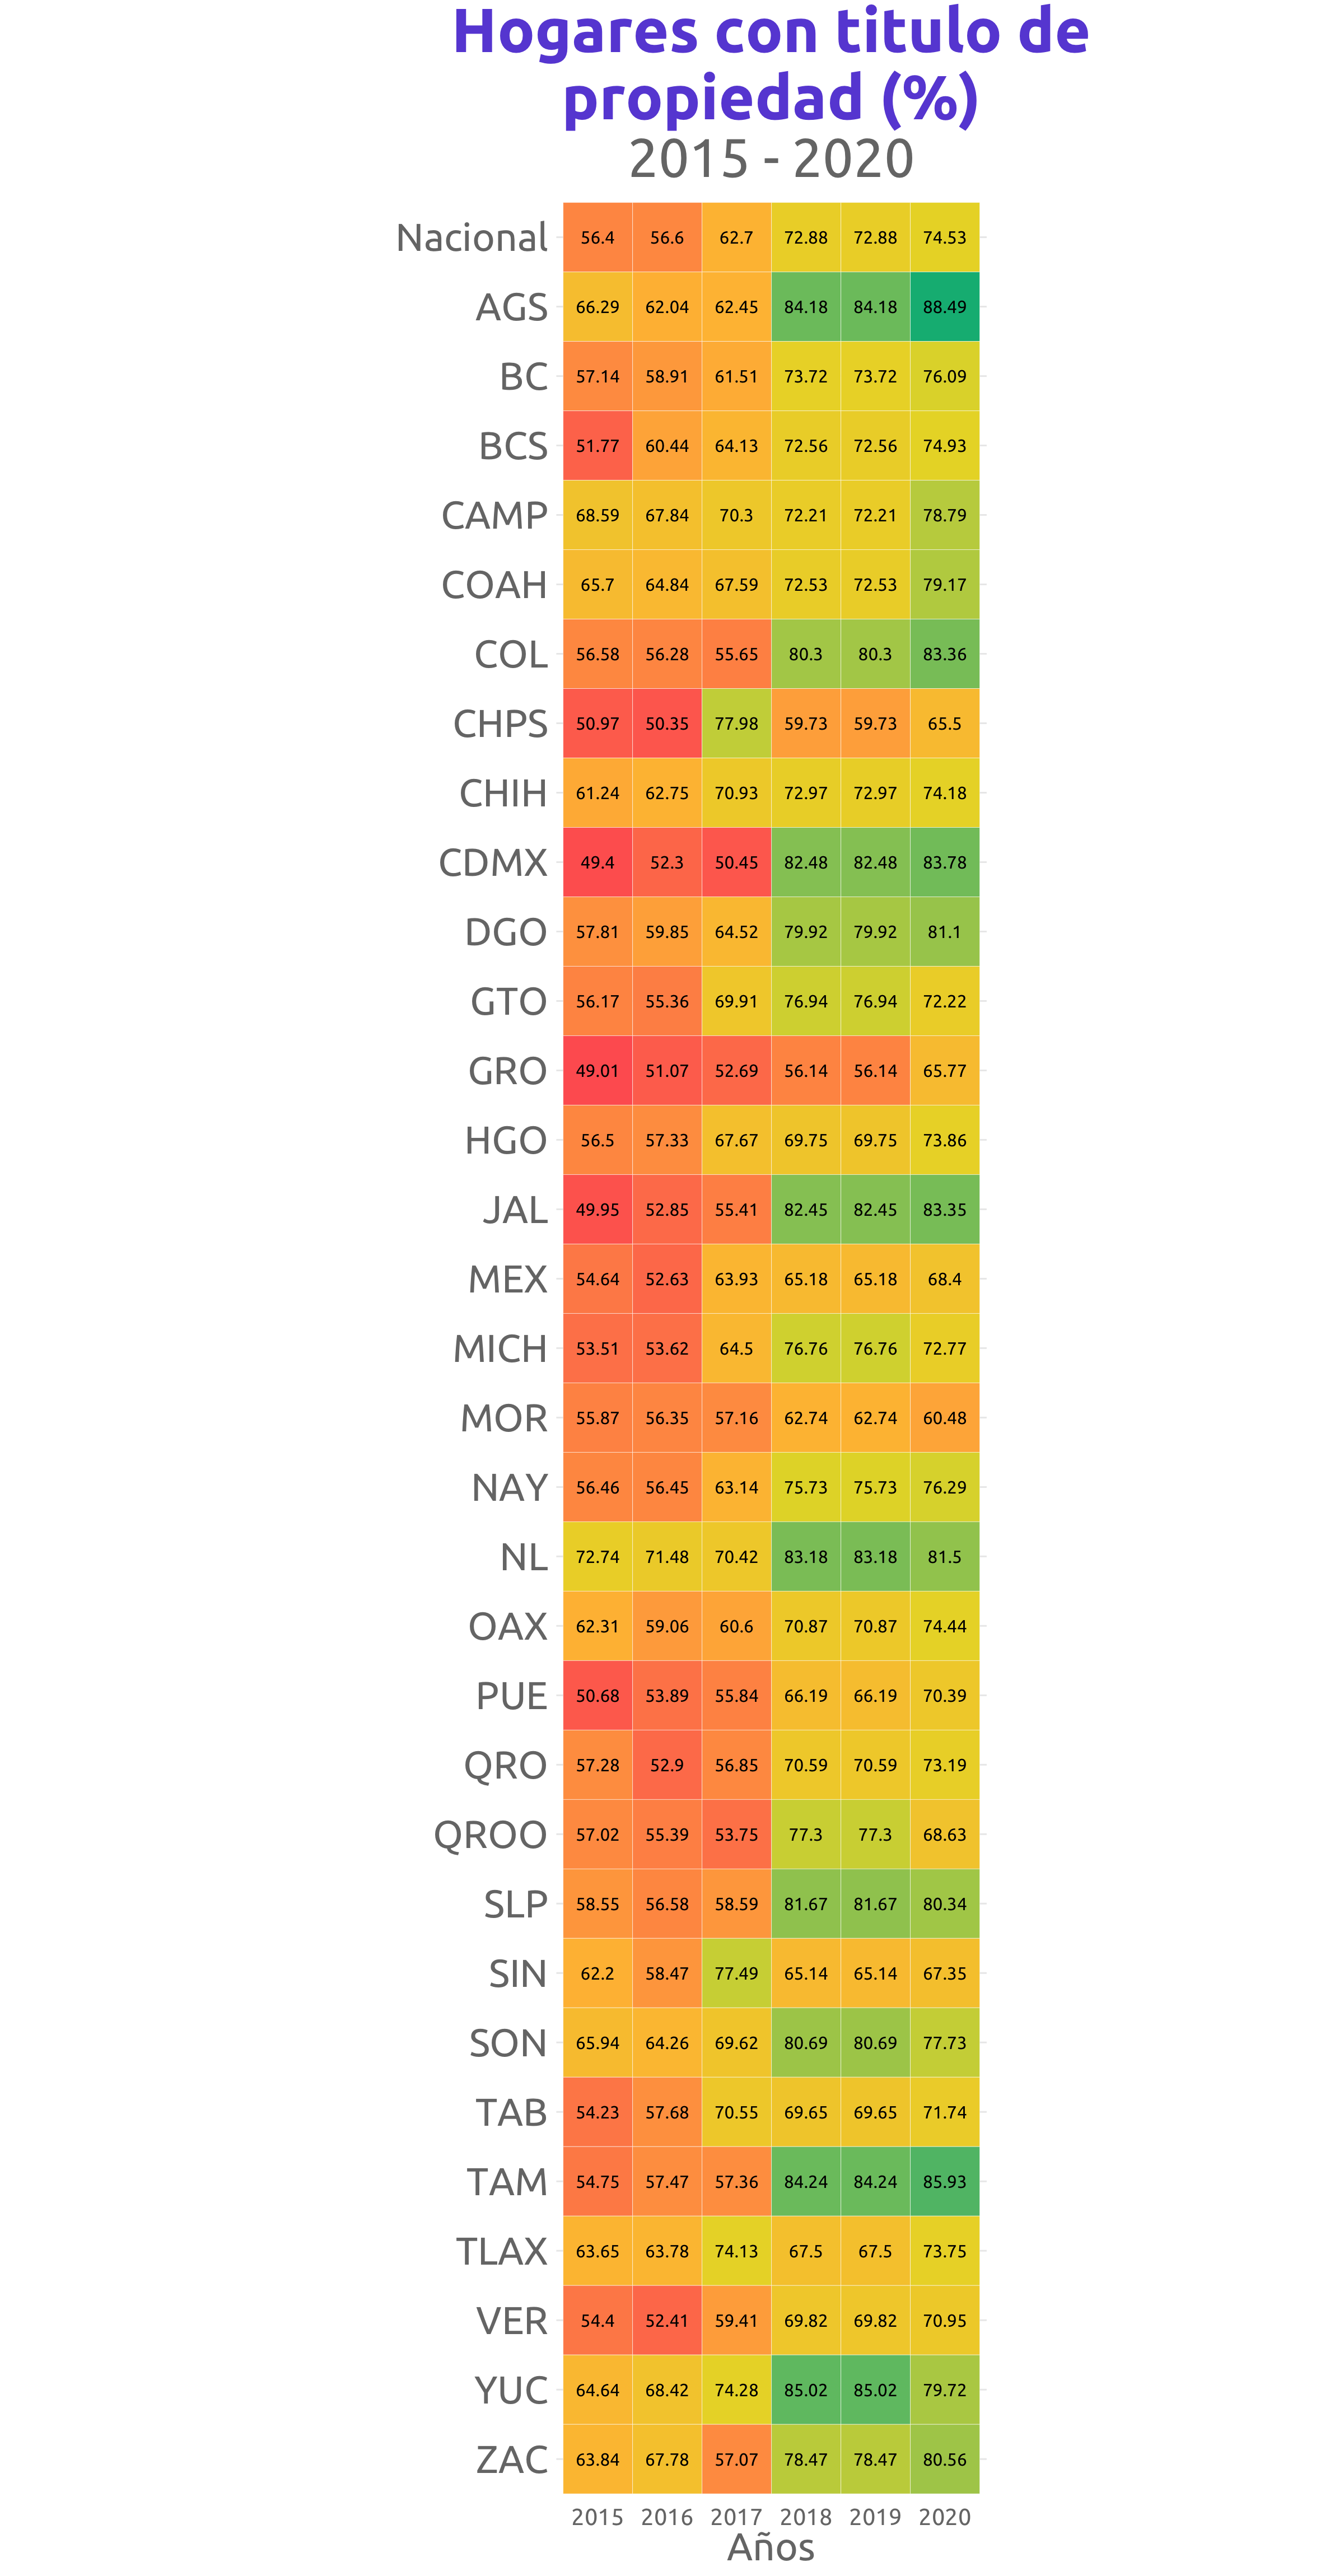 Hogares con titulo de
propiedad (%)
2015 - 2020
Nacional 56.4 56.6 62.7 72.88 72.88 74.53
AGS 66.29 62.04 62.45 84.18 84.18 88.49
BC 57.14 58.91 61.51 73.72 73.72 76.09
BCS 51.77 60.44 64.13 72.56 72.56 74.93
CAMP 68.59 67.84 70.3 72.21 72.21 78.79
COAH 65.7 64.84 67.59 72.53 72.53 79.17
COL 56.58 56.28 55.65 80.3 80.3 83.36
CHPS 50.97 50.35 77.98 59.73 59.73 65.5
CHIH 61.24 62.75 70.93 72.97 72.97 74.18
CDMX 49.4 52.3 50.45 82.48 82.48 83.78
DGO 57.81 59.85 64.52 79.92 79.92 81.1
GTO 56.17 55.36 69.91 76.94 76.94 72.22
GRO 49.01 51.07 52.69 56.14 56.14 65.77
HGO 56.5 57.33 67.67 69.75 69.75 73.86
JAL 49.95 52.85 55.41 82.45 82.45 83.35
MEX 54.64 52.63 63.93 65.18 65.18 68.4
MICH 53.51 53.62 64.5 76.76 76.76 72.77
MOR 55.87 56.35 57.16 62.74 62.74 60.48
NAY 56.46 56.45 63.14 75.73 75.73 76.29
NL 72.74 71.48 70.42 83.18 83.18 81.5
OAX 62.31 59.06 60.6 70.87 70.87 74.44
PUE 50.68 53.89 55.84 66.19 66.19 70.39
QRO 57.28 52.9 56.85 70.59 70.59 73.19
QROO 57.02 55.39 53.75 77.3 77.3 68.63
SLP 58.55 56.58 58.59 81.67 81.67 80.34
SIN 62.2 58.47 77.49 65.14 65.14 67.35
SON 65.94 64.26 69.62 80.69 80.69 77.73
TAB 54.23 57.68 70.55 69.65 69.65 71.74
TAM 54.75 57.47 57.36 84.24 84.24 85.93
TLAX 63.65 63.78 74.13 67.5 67.5 73.75
VER 54.4 52.41 59.41 69.82 69.82 70.95
YUC 64.64 68.42 74.28 85.02 85.02 79.72
ZAC 63.84 67.78 57.07 78.47 78.47 80.56
2015 2016 2017 2018 2019 2020
Años